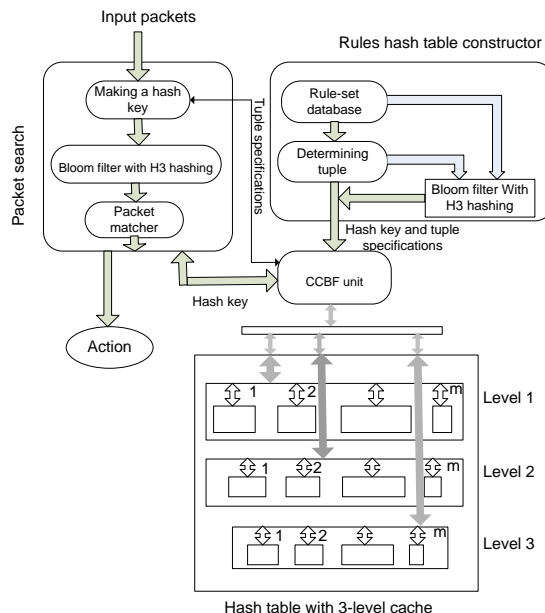 Input packets
Rules hash table constructor
Packet search
Making a hash
key
Bloom filter with H3 hashing
Packet
matcher
Tuple specifications
Rule-set
database
Determining
tuple
Bloom filter With
H3 hashing
Hash key and tuple
specifications
CCBF unit
Hash key
Action
1
2
m
Level 1
1
2
m
Level 2
1
2
m
Level 3
Hash table with 3-level cache